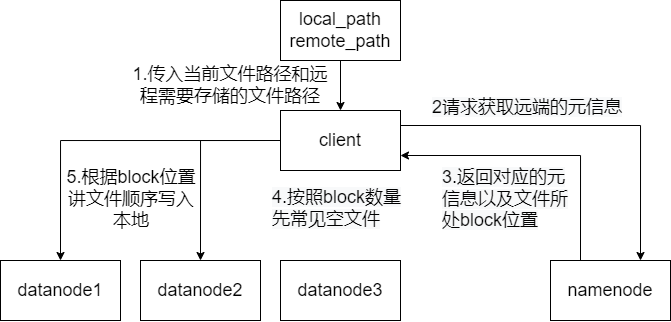 local_path
remote_path
1.传入当前文件路径和远
程需要存储的文件路径
client
2请求获取远端的元信息
5.根据block位置
讲文件顺序写入
本地
4.按照block数量
先常见空文件
3.返回对应的元
信息以及文件所
处block位置
datanode1
datanode2
datanode3
namenode